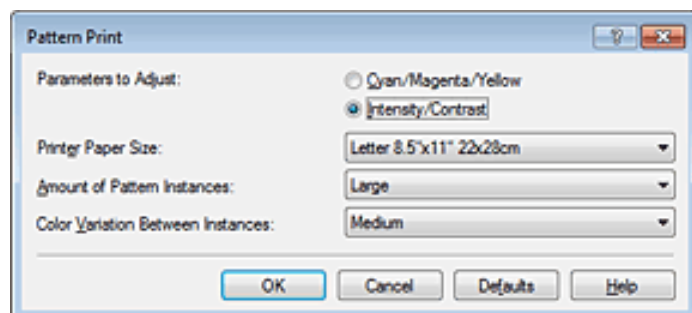 Pattern Print
Parameters to Adjust: Cyan/Magenta/Yellow
Intensity/Contrast
Printer Paper Size: Letter 8.5"x11" 22x28cm
Amount of Pattern Instances: Large
Color Variation Between Instances: Medium
OK Cancel Defaults Help